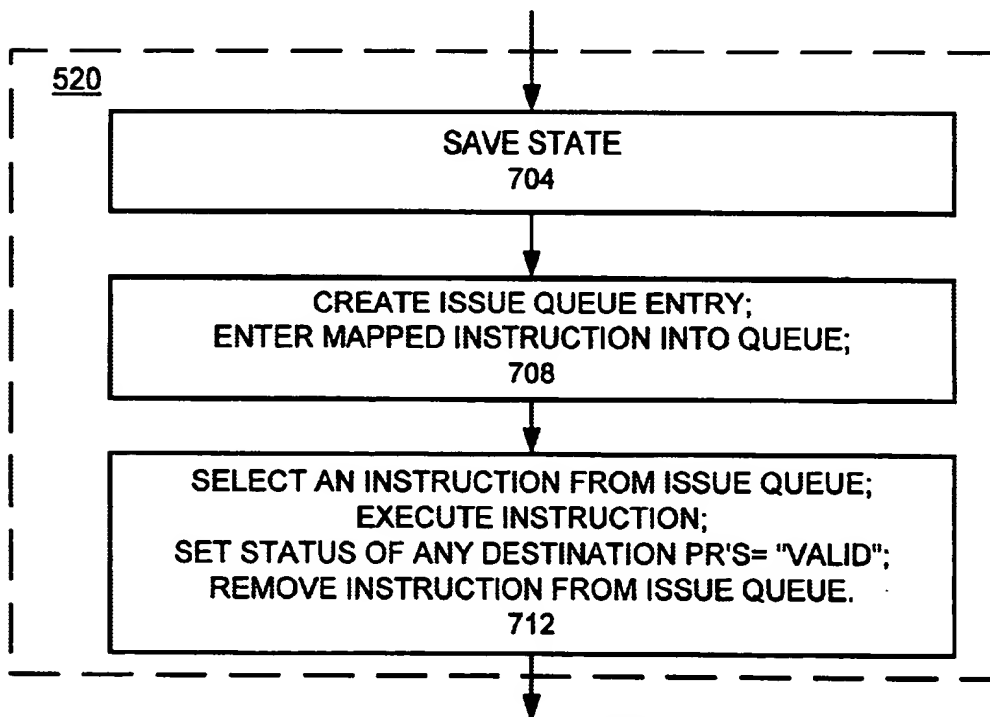 520
SAVE STATE
704
CREATE ISSUE QUEUE ENTRY;
ENTER MAPPED INSTRUCTION INTO QUEUE;
708
SELECT AN INSTRUCTION FROM ISSUE QUEUE;
EXECUTE INSTRUCTION;
SET STATUS OF ANY DESTINATION PR'S= "VALID";
REMOVE INSTRUCTION FROM ISSUE QUEUE.
712